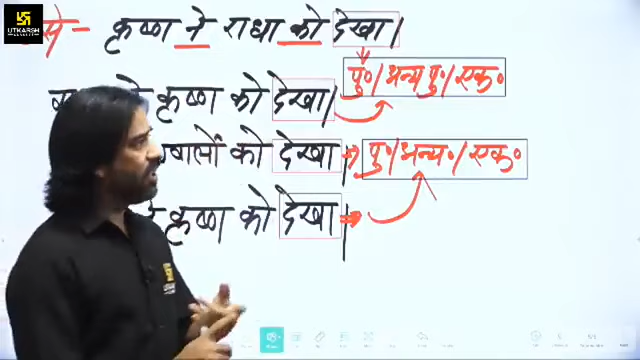 UTKARSH
से- कृष्ण ने राधा को देखा।
पु०/अन्य पु०/एक०
कृष्ण को देखा।
को देखा। → पु०/अन्य०/एक०
कृष्ण को देखा।